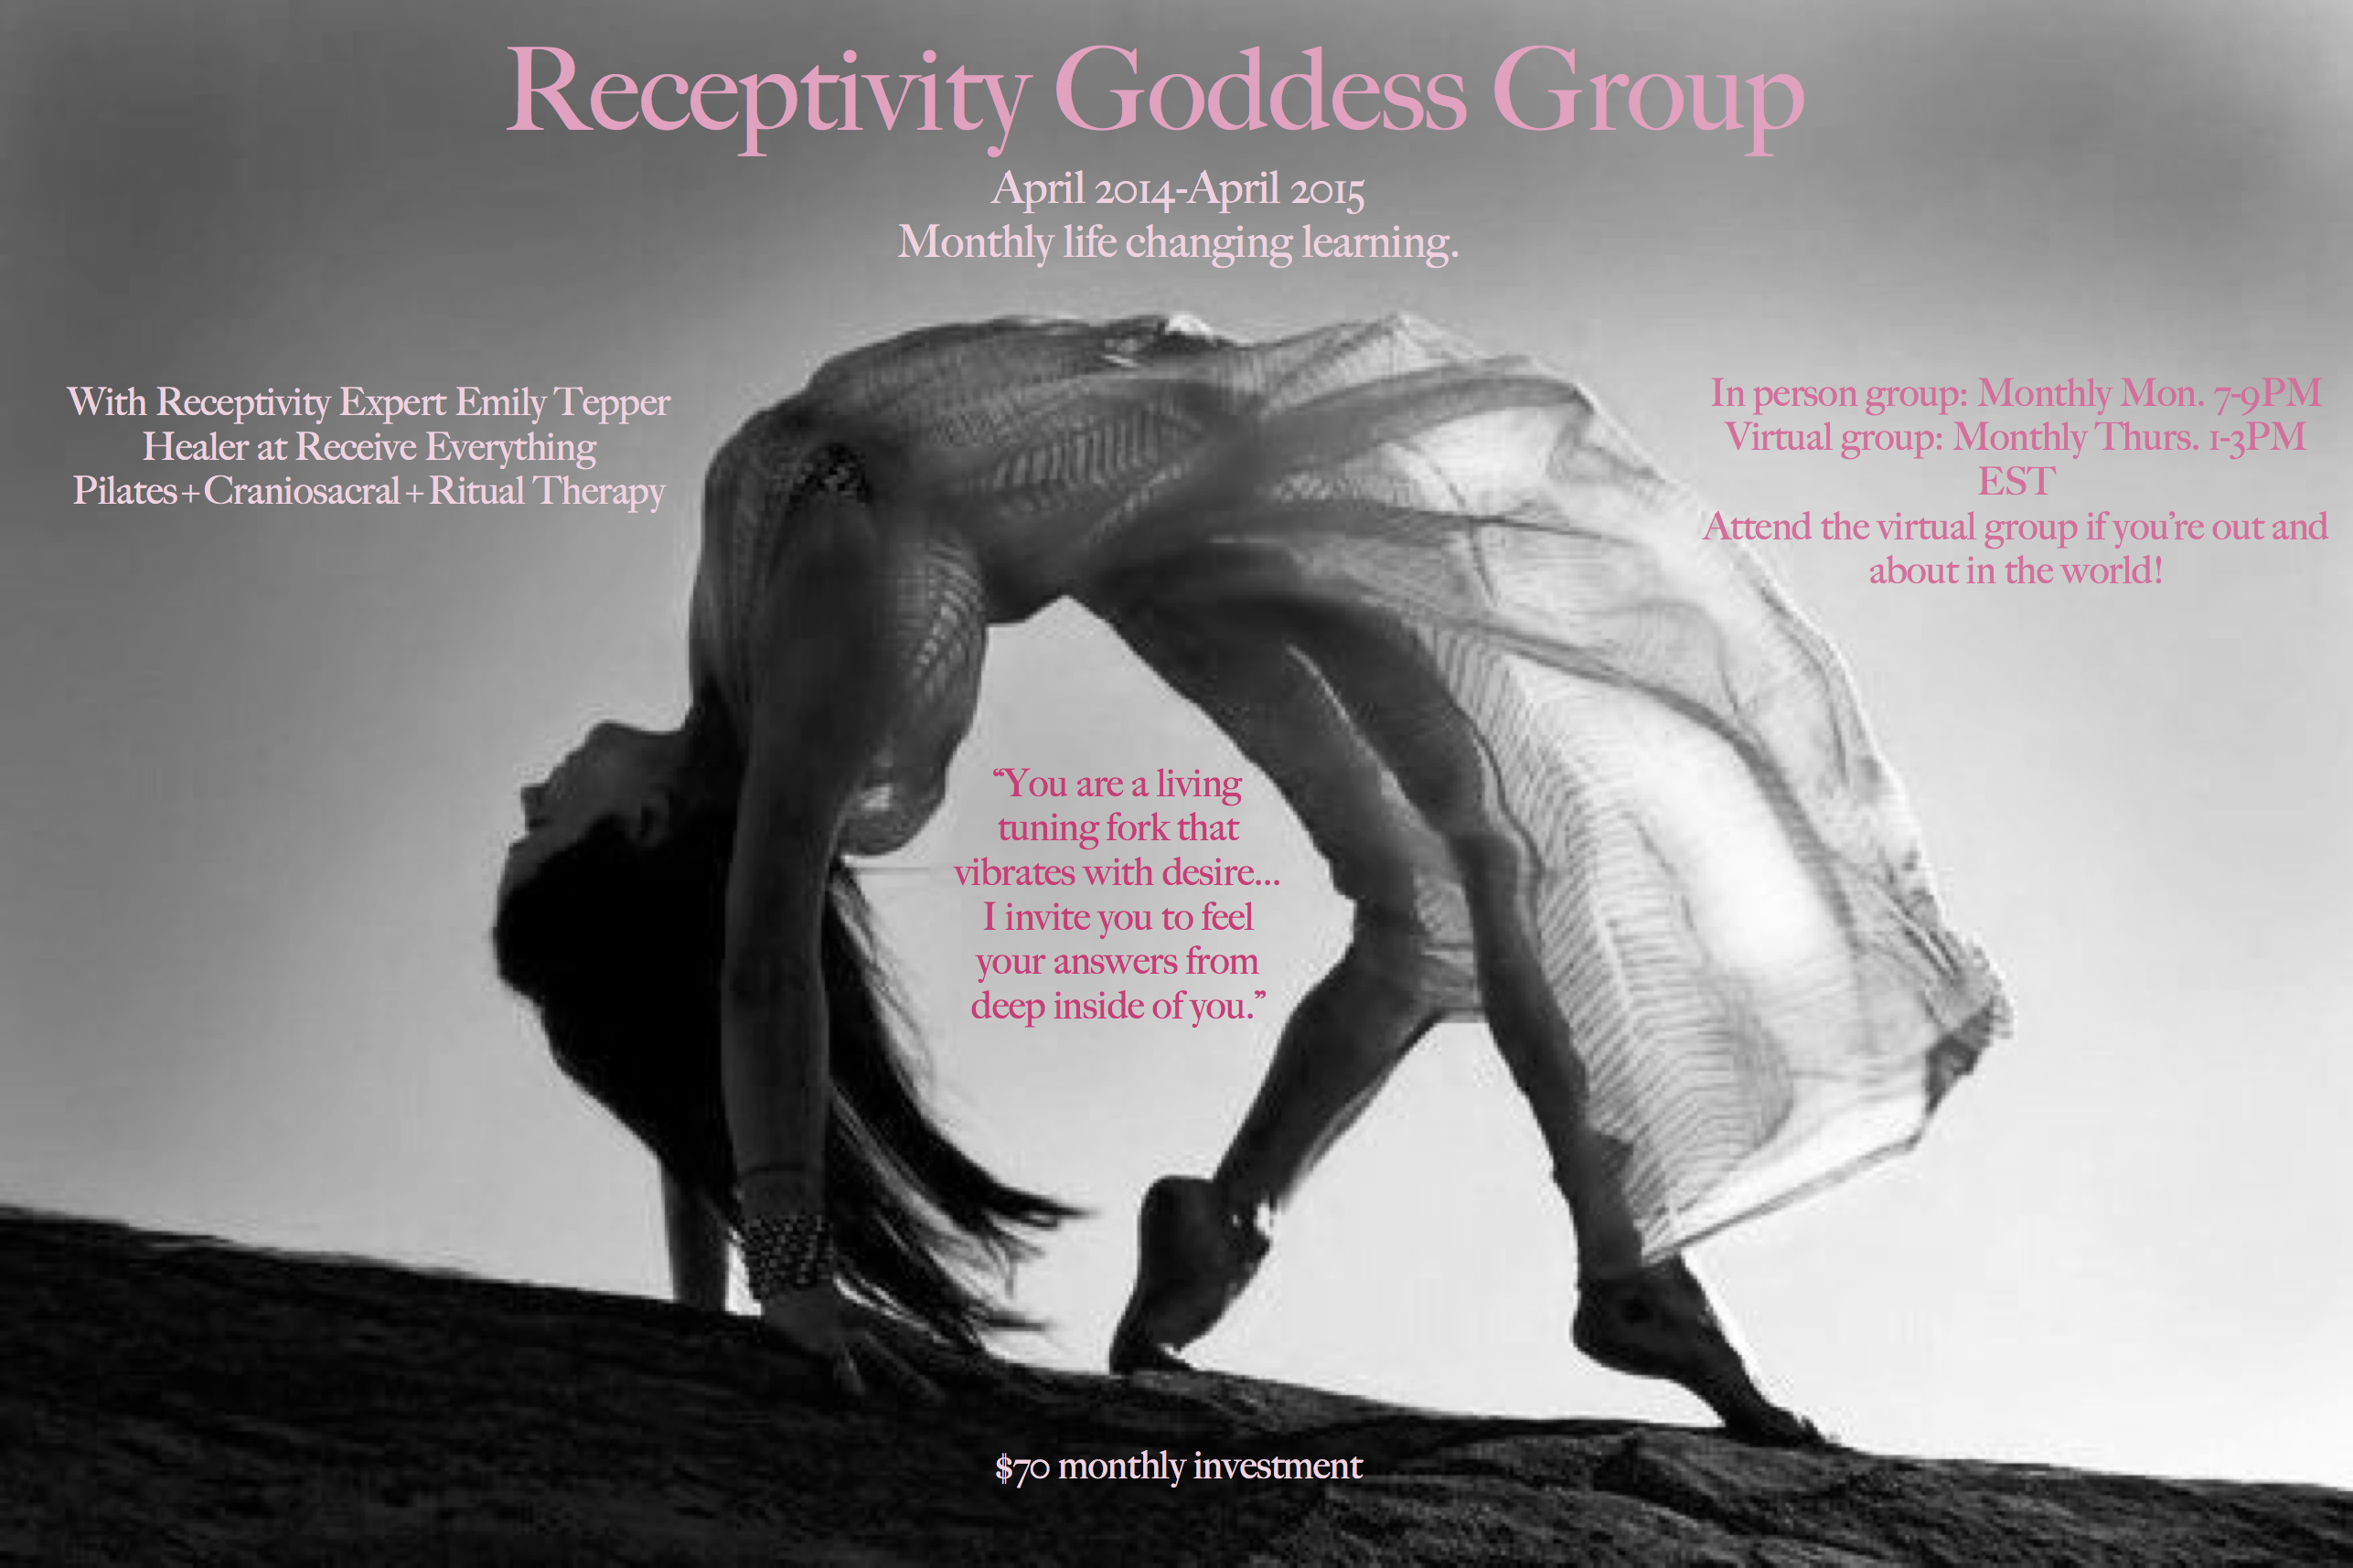 Receptivity Goddess Group
April 2014-April 2015
Monthly life changing learning.
With Receptivity Expert Emily Tepper
Healer at Receive Everything
Pilates+Craniosacral+Ritual Therapy
In person group: Monthly Mon. 7-9PM
Virtual group: Monthly Thurs. 1-3PM
EST
Attend the virtual group if you’re out and
about in the world!
“You are a living
tuning fork that
vibrates with desire...
I invite you to feel
your answers from
deep inside of you.”
$70 monthly investment